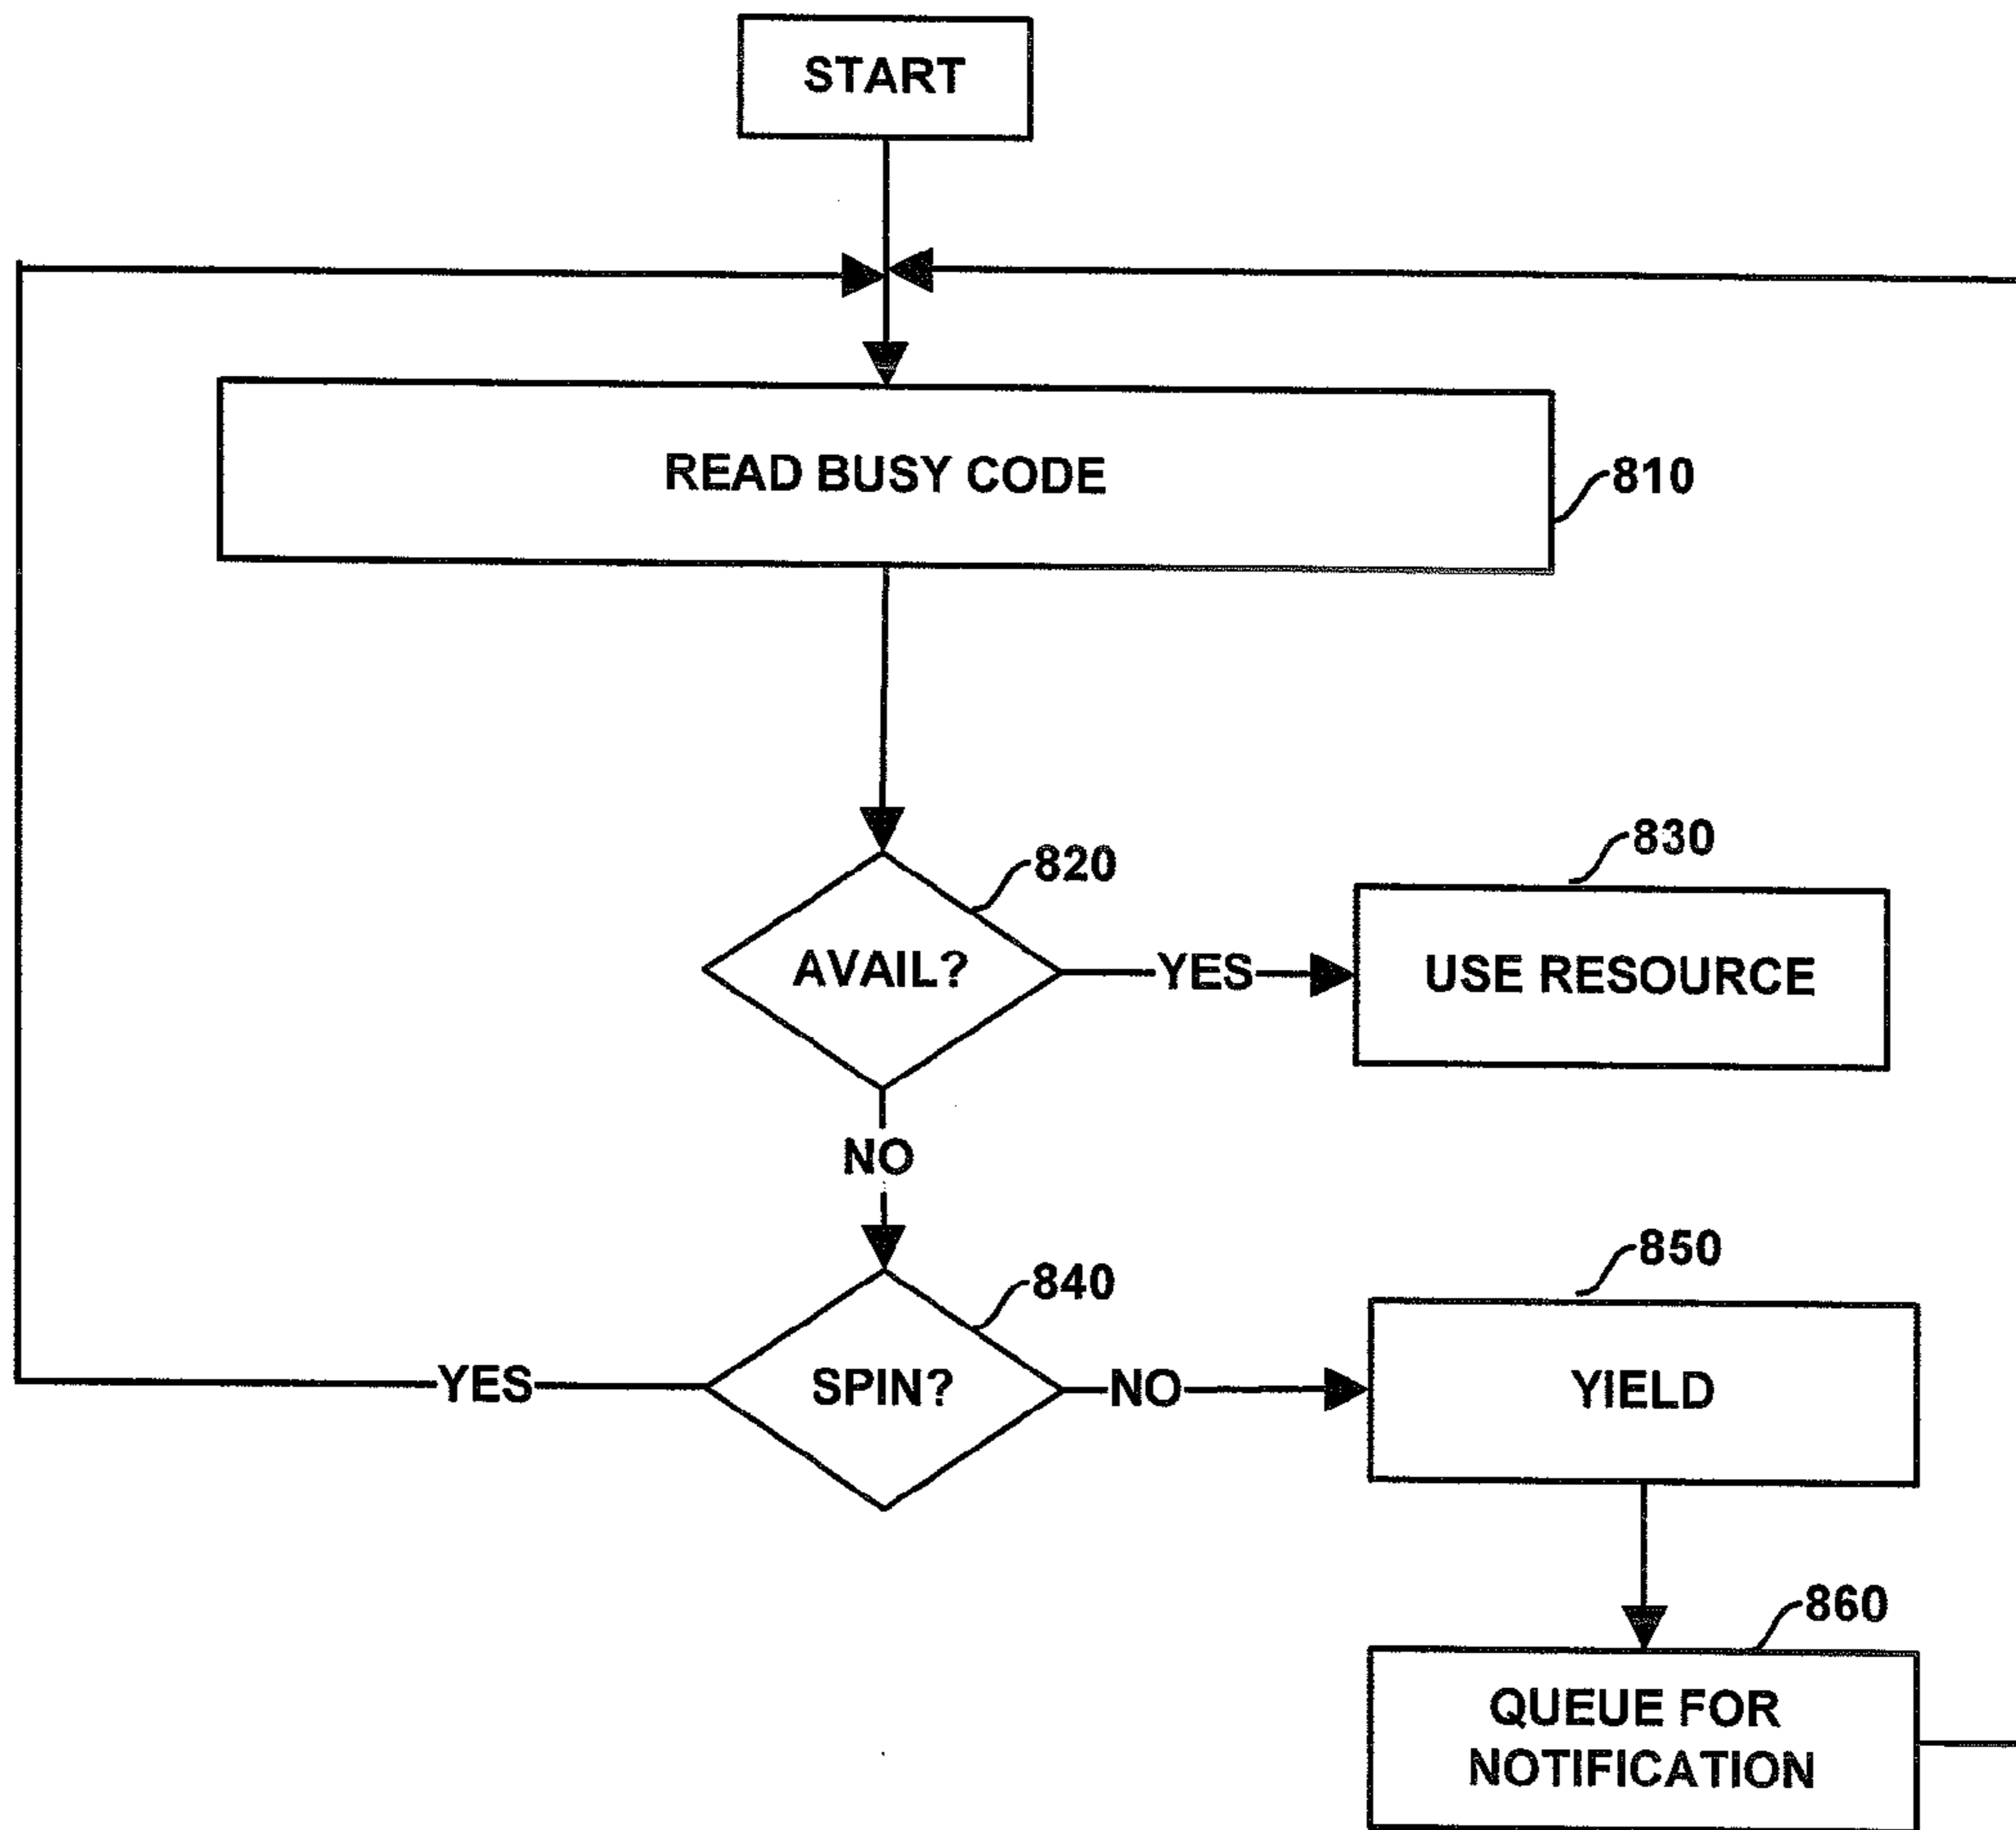 START
READ BUSY CODE
810
820
830
AVAIL?
YES
USE RESOURCE
NO
840
850
YES
SPIN?
NO
YIELD
860
QUEUE FOR
NOTIFICATION